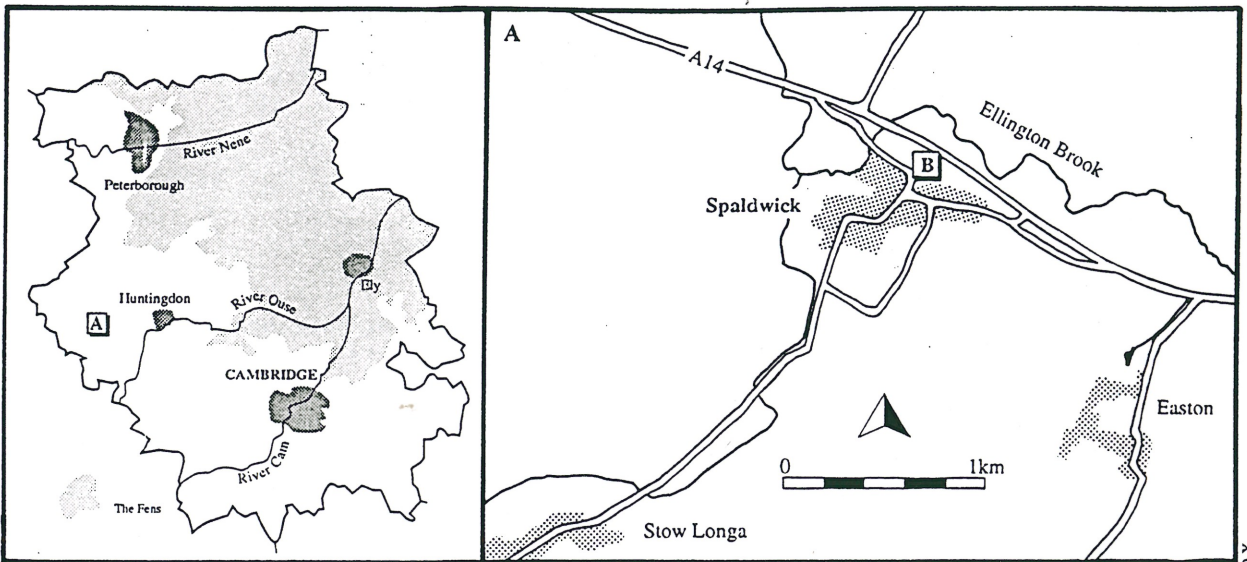 River Nene
Peterborough
Ely
Huntingdon
River Ouse
A
CAMBRIDGE
River Cam
The Fens
A
A14
Ellington Brook
B
Spaldwick
0 1km
Easton
Stow Longa